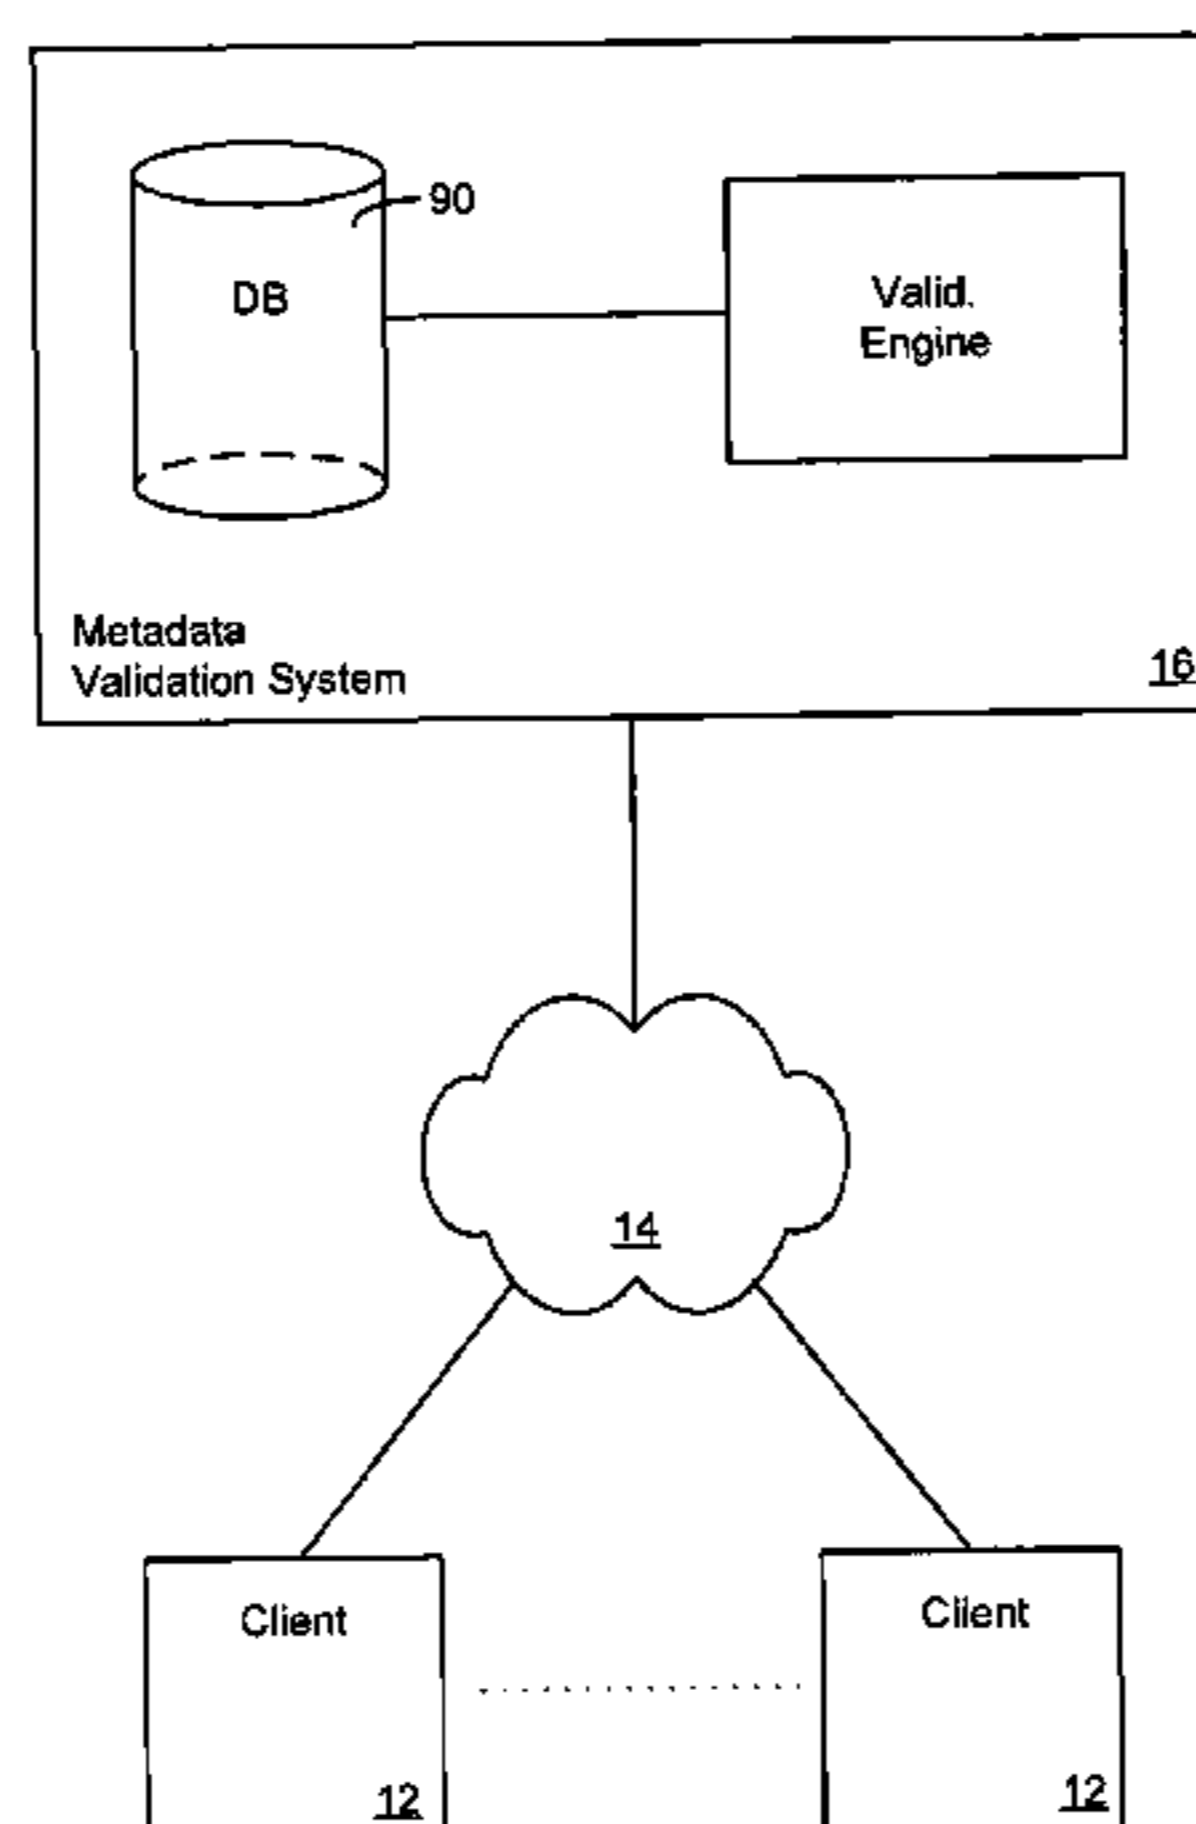 90
DB
Valid.
Engine
Metadata
Validation System
16
14
Client
Client
12
12